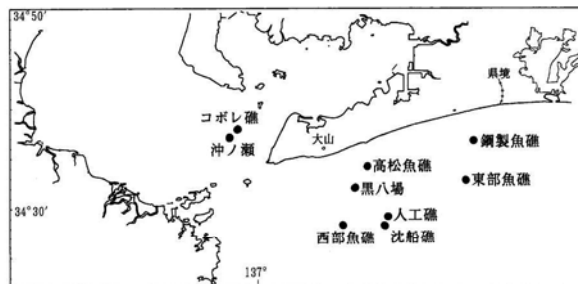 34°50'
県境
コボレ礁
大山
沖ノ瀬
鋼製魚礁
高松魚礁
東部魚礁
黒八場
34°30'
人工礁
西部魚礁
沈船礁
137°